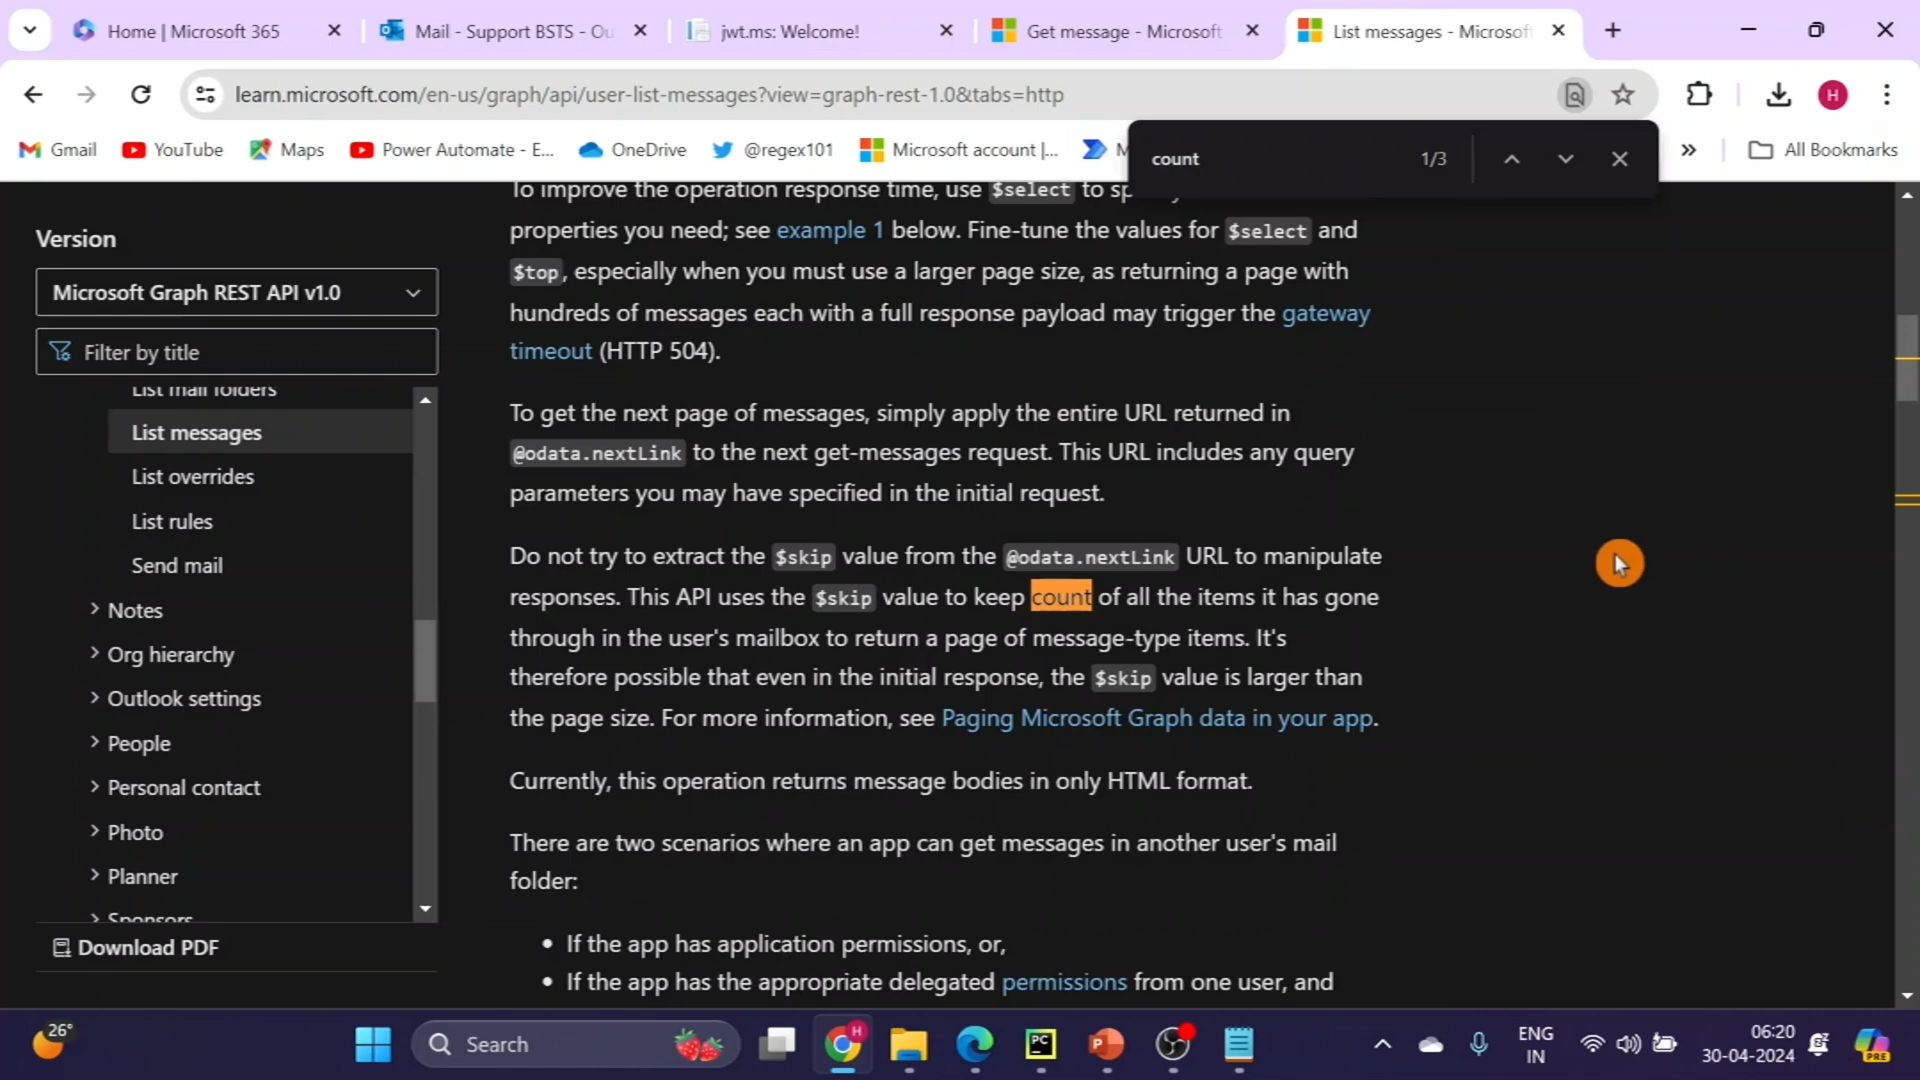 Home | Microsoft 365
Mail - Support BSTS - Ou
jwt.ms: Welcome!
Get message - Microsoft
List messages - Microsof
learn.microsoft.com/en-us/graph/api/user-list-messages?view=graph-rest-1.0&tabs=http
H
Gmail
YouTube
Maps
Power Automate - E...
OneDrive
@regex101
Microsoft account |...
M
»
All Bookmarks
count
1/3
Version
Microsoft Graph REST API v1.0
Filter by title
List mail folders
List messages
List overrides
List rules
Send mail
Notes
Org hierarchy
Outlook settings
People
Personal contact
Photo
Planner
Sponsors
Download PDF
To improve the operation response time, use $select to sp
properties you need; see example 1 below. Fine-tune the values for $select and
$top, especially when you must use a larger page size, as returning a page with
hundreds of messages each with a full response payload may trigger the gateway
timeout (HTTP 504).
To get the next page of messages, simply apply the entire URL returned in
@odata.nextLink to the next get-messages request. This URL includes any query
parameters you may have specified in the initial request.
Do not try to extract the $skip value from the @odata.nextLink URL to manipulate
responses. This API uses the $skip value to keep count of all the items it has gone
through in the user's mailbox to return a page of message-type items. It's
therefore possible that even in the initial response, the $skip value is larger than
the page size. For more information, see Paging Microsoft Graph data in your app.
Currently, this operation returns message bodies in only HTML format.
There are two scenarios where an app can get messages in another user's mail
folder:
• If the app has application permissions, or,
• If the app has the appropriate delegated permissions from one user, and
26°
Search
H
PC
P
ENG
IN
06:20
30-04-2024
PRE